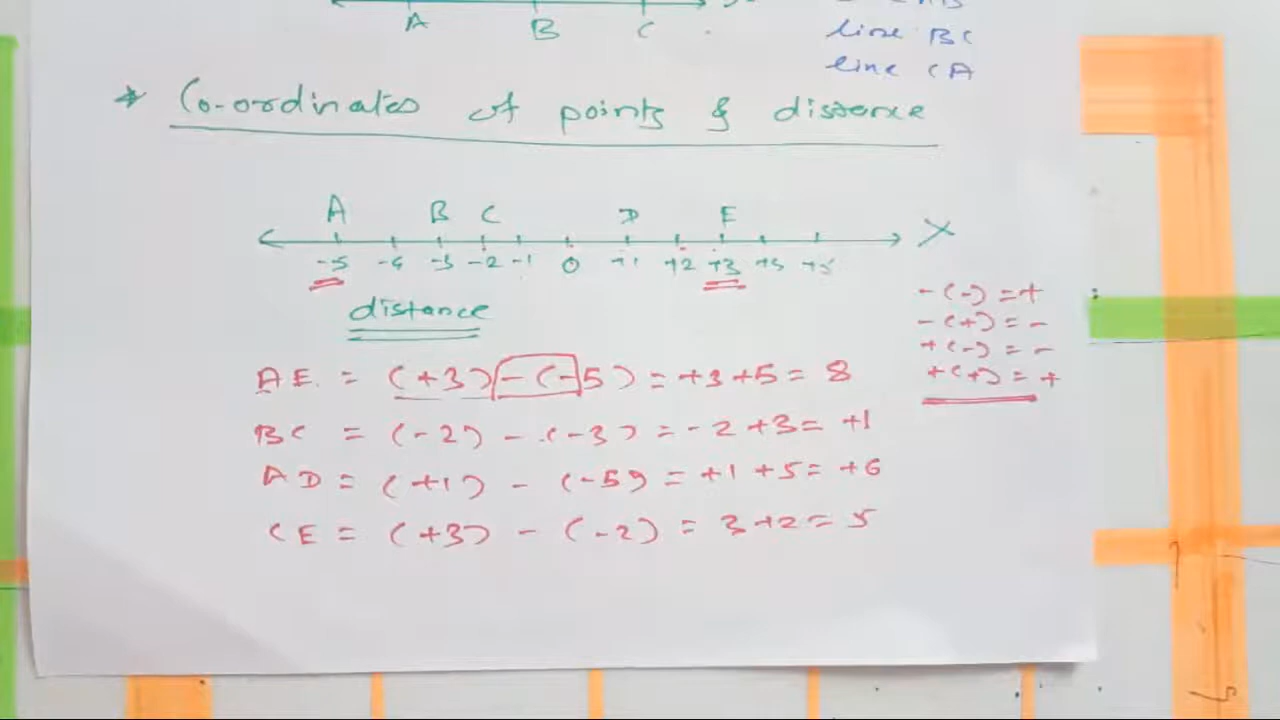 A B C
line BC
line CA
* Co-ordinates of points & distance
A B C D E
-5 -4 -3 -2 -1 0 +1 +2 +3 +4 +5 X
distance
-(-) = +
-(+) = -
+(-) = -
+(+) = +
AE. = (+3) -(-5) = +3+5 = 8
BC = (-2) - (-3) = -2+3 = +1
AD = (+1) - (-5) = +1+5 = +6
CE = (+3) - (-2) = 3+2 = 5